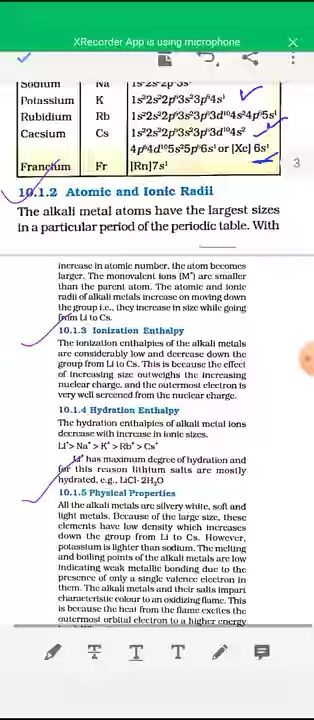 XRecorder App is using microphone
Sodium Na 1s²2s²2p⁶3s¹
Potassium K 1s²2s²2p⁶3s²3p⁶4s¹
Rubidium Rb 1s²2s²2p⁶3s²3p⁶3d¹⁰4s²4p⁶5s¹
Caesium Cs 1s²2s²2p⁶3s²3p⁶3d¹⁰4s²
4p⁶4d¹⁰5s²5p⁶6s¹ or [Xe] 6s¹
Francium Fr [Rn]7s¹
3
10.1.2 Atomic and Ionic Radii
The alkali metal atoms have the largest sizes
in a particular period of the periodic table. With
increase in atomic number, the atom becomes
larger. The monovalent ions (M⁺) are smaller
than the parent atom. The atomic and ionic
radii of alkali metals increase on moving down
the group i.e., they increase in size while going
from Li to Cs.
10.1.3 Ionization Enthalpy
The ionization enthalpies of the alkali metals
are considerably low and decrease down the
group from Li to Cs. This is because the effect
of increasing size outweighs the increasing
nuclear charge, and the outermost electron is
very well screened from the nuclear charge.
10.1.4 Hydration Enthalpy
The hydration enthalpies of alkali metal ions
decrease with increase in ionic sizes.
Li⁺> Na⁺ > K⁺ > Rb⁺ > Cs⁺
Li⁺ has maximum degree of hydration and
for this reason lithium salts are mostly
hydrated, e.g., LiCl· 2H₂O
10.1.5 Physical Properties
All the alkali metals are silvery white, soft and
light metals. Because of the large size, these
elements have low density which increases
down the group from Li to Cs. However,
potassium is lighter than sodium. The melting
and boiling points of the alkali metals are low
indicating weak metallic bonding due to the
presence of only a single valence electron in
them. The alkali metals and their salts impart
characteristic colour to an oxidizing flame. This
is because the heat from the flame excites the
outermost orbital electron to a higher energy